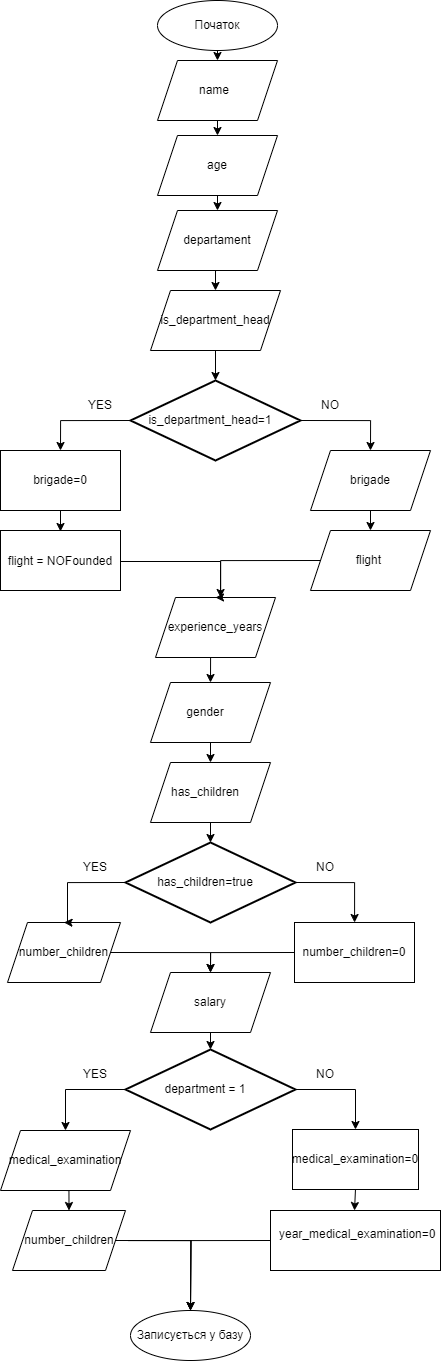 Початок
name
age
departament
is_department_head
is_department_head=1
YES
NO
brigade=0
brigade
flight = NOFounded
flight
experience_years
gender
has_children
has_children=true
YES
NO
number_children
number_children=0
salary
department = 1
YES
NO
medical_examination
medical_examination=0
number_children
year_medical_examination=0
Записується у базу